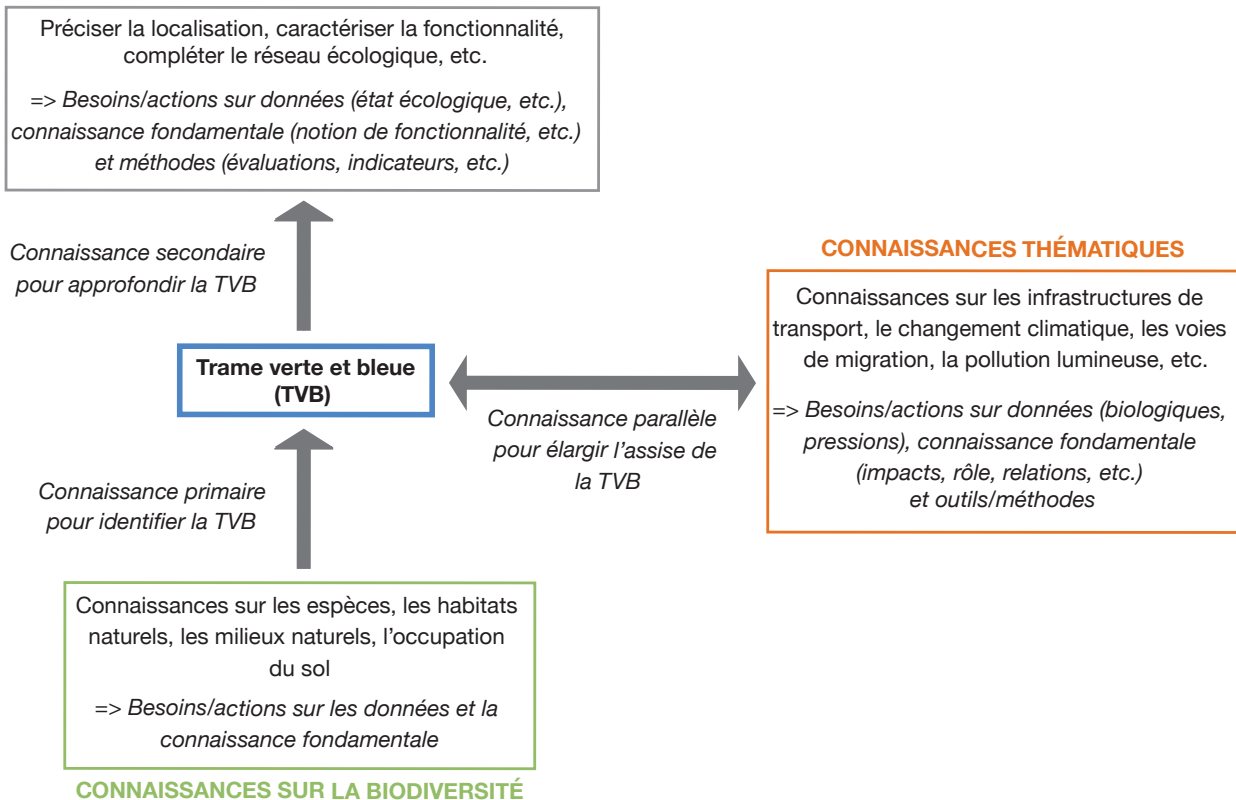 Préciser la localisation, caractériser la fonctionnalité,
compléter le réseau écologique, etc.
=> Besoins/actions sur données (état écologique, etc.),
connaissance fondamentale (notion de fonctionnalité, etc.)
et méthodes (évaluations, indicateurs, etc.)
Connaissance secondaire
pour approfondir la TVB
Trame verte et bleue
(TVB)
Connaissance parallèle
pour élargir l'assise de
la TVB
CONNAISSANCES THÉMATIQUES
Connaissances sur les infrastructures de
transport, le changement climatique, les voies
de migration, la pollution lumineuse, etc.
=> Besoins/actions sur données (biologiques,
pressions), connaissance fondamentale
(impacts, rôle, relations, etc.)
et outils/méthodes
Connaissance primaire
pour identifier la TVB
Connaissances sur les espèces, les habitats
naturels, les milieux naturels, l'occupation
du sol
=> Besoins/actions sur les données et la
connaissance fondamentale
CONNAISSANCES SUR LA BIODIVERSITÉ